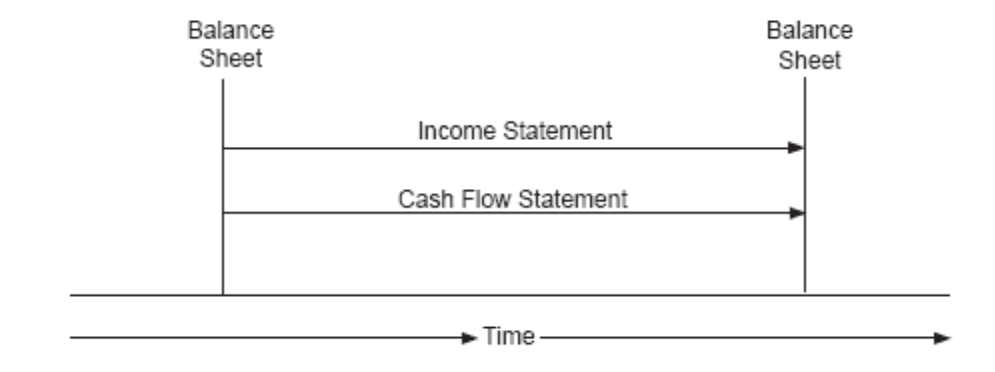 Balance
Sheet
Balance
Sheet
Income Statement
Cash Flow Statement
Time